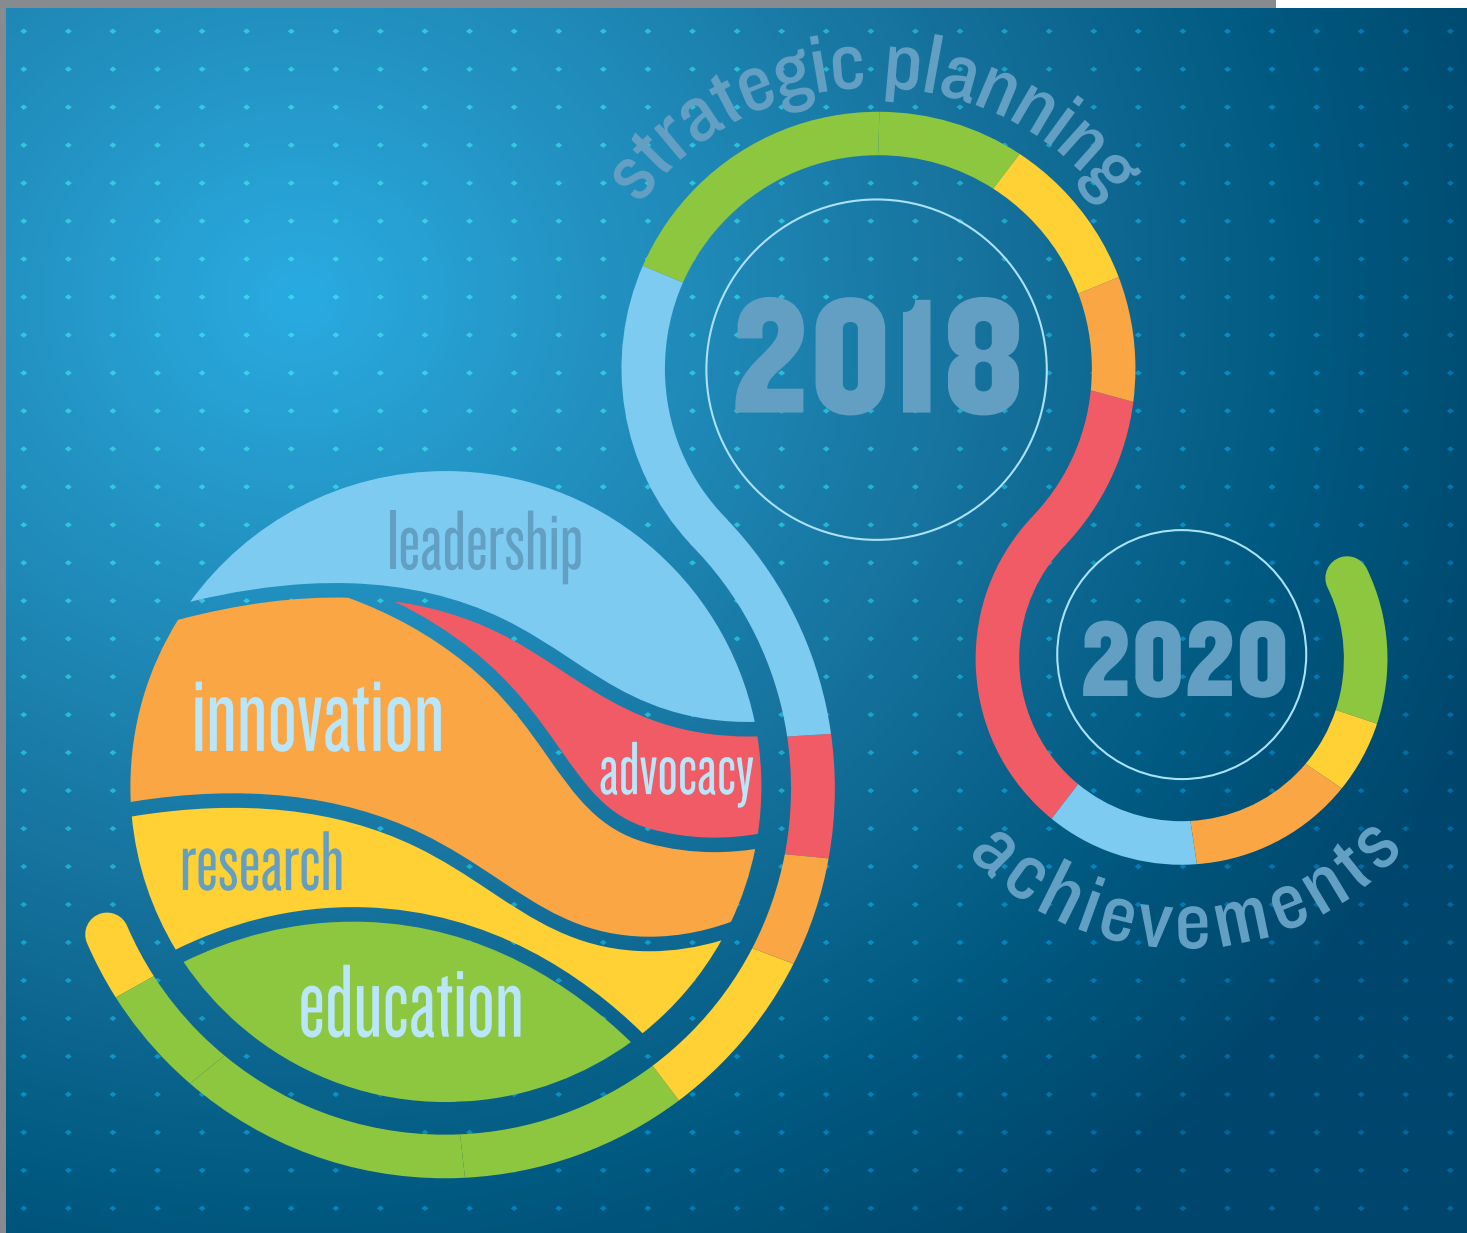 strategic planning
2018
leadership
innovation
advocacy
2020
research
achievements
education